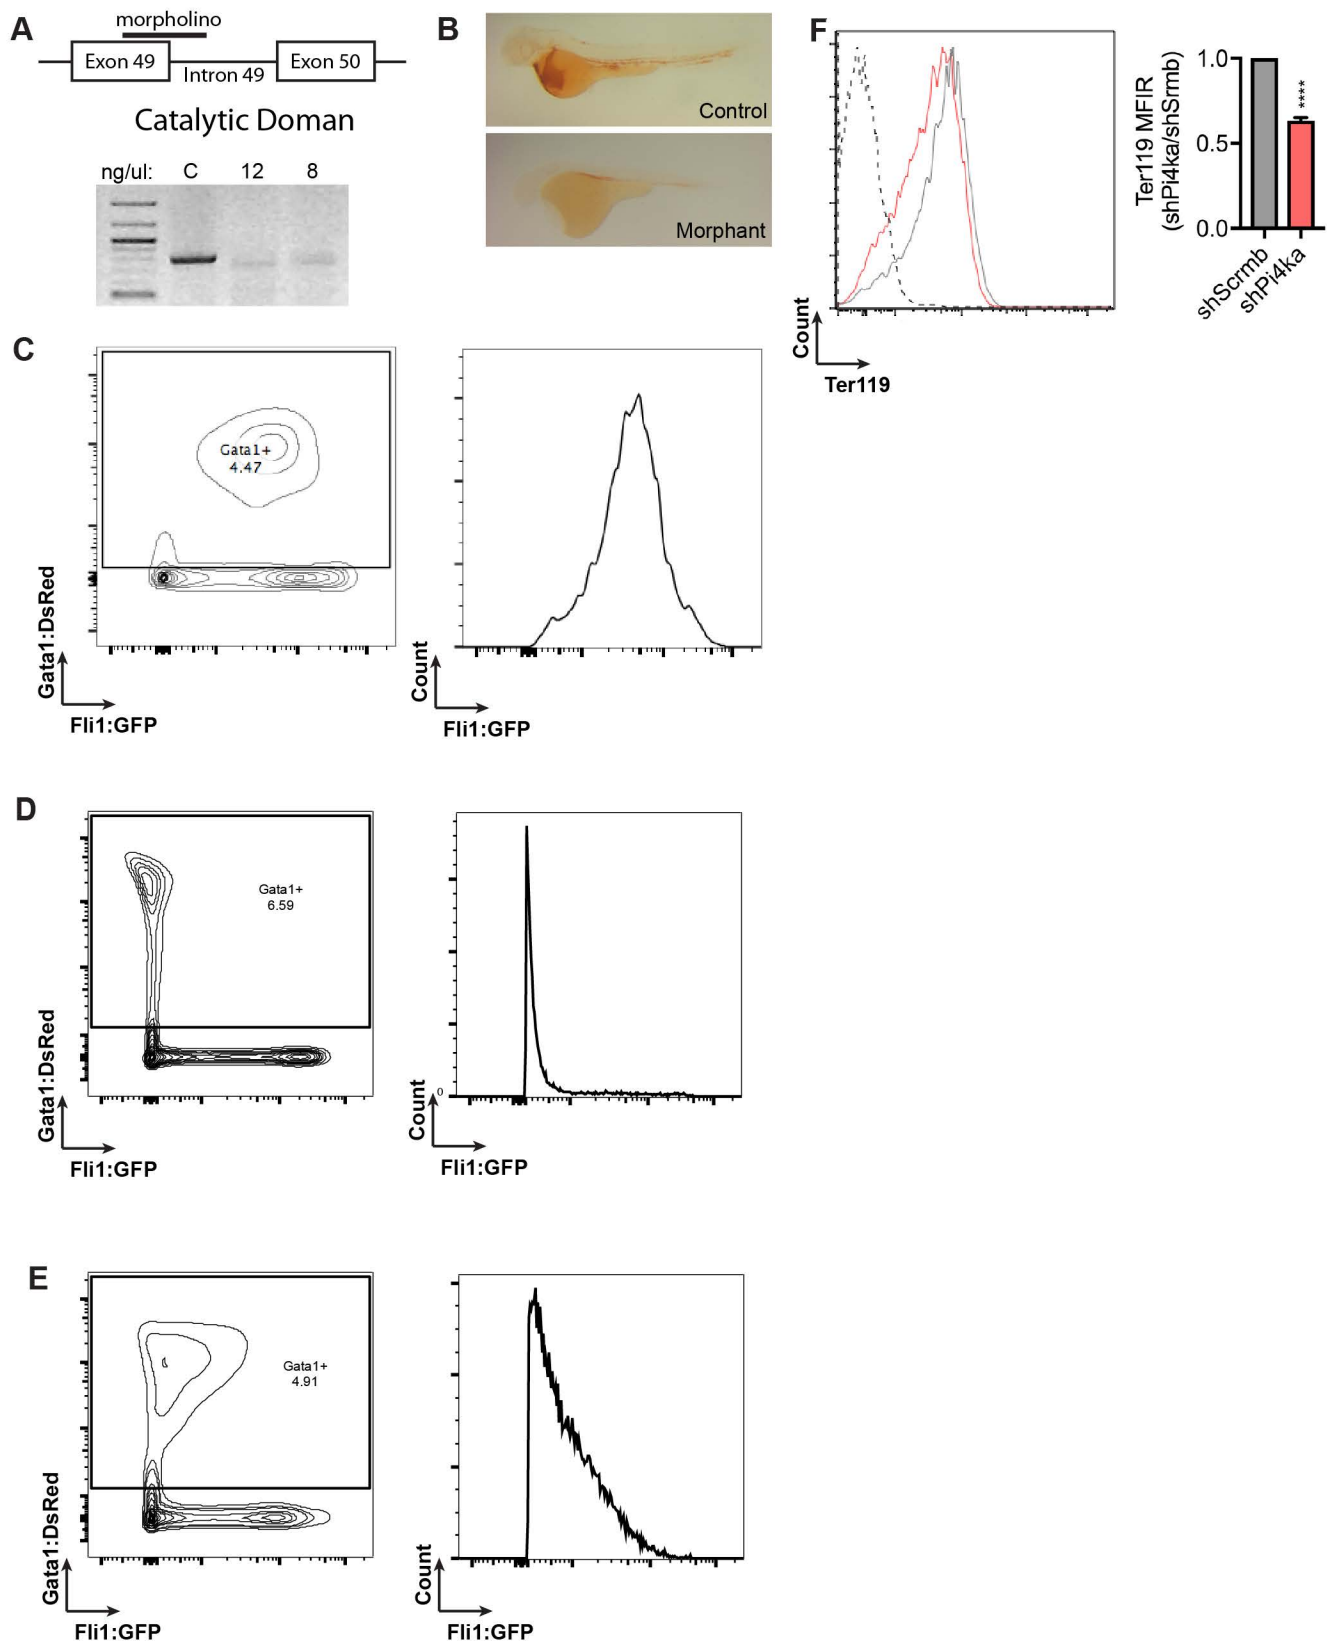 A
morpholino
Exon 49
Intron 49
Exon 50
Catalytic Doman
ng/ul:
C
12
8
B
Control
Morphant
F
Count
Ter119
Ter119 MFIR
(shPi4ka/shSrmb)
1.0
0.5
0.0
****
shScrmb
shPi4ka
C
Gata1+
4.47
Gata1:DsRed
Fli1:GFP
Count
Fli1:GFP
D
Gata1+
6.59
Gata1:DsRed
Fli1:GFP
0
Count
Fli1:GFP
E
Gata1+
4.91
Gata1:DsRed
Fli1:GFP
Count
Fli1:GFP